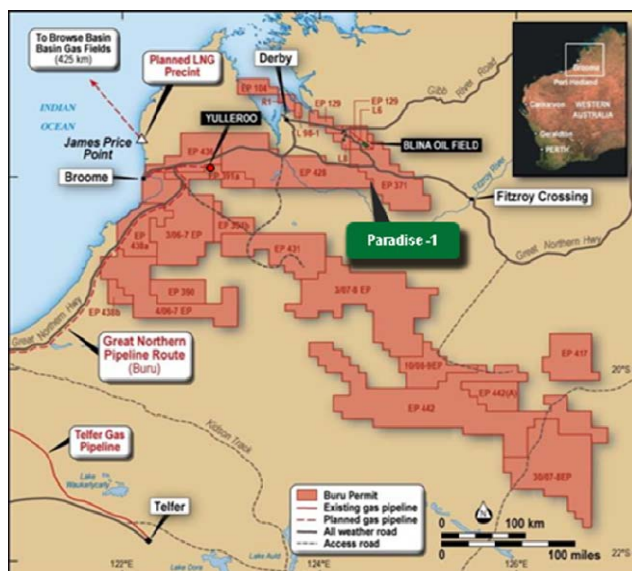 To Browse Basin
Basin Gas Fields
(425 km)
Planned LNG
Precint
Derby
Broome
Port Hedland
Carnarvon
WESTERN
AUSTRALIA
Geraldton
PERTH
INDIAN
OCEAN
EP 104
R1
Gibb River Road
EP 129
EP 129
L6
L 98-1
YULLEROO
BLINA OIL FIELD
James Price
Point
L8
EP 436
EP 391a
EP 428
EP 371
Fitzroy River
Broome
Fitzroy Crossing
Paradise -1
EP
438a
3/06-7 EP
EP 391b
EP 431
Great Northern Hwy
3/07-8 EP
EP 390
4/06-7 EP
EP 438b
Great Northern Hwy
Great Northern
Pipeline Route
(Buru)
EP 417
10/08-9EP
20°S
EP 442(A)
EP 442
Kidson Track
Telfer Gas
Pipeline
30/07-8EP
Lake
Waukarlycarly
Telfer
Buru Permit
Existing gas pipeline
Planned gas pipeline
All weather road
Access road
N
0 100 km
0 100 miles
122°E
Lake Dora
Lake Auld
124°E
126°E
22°S